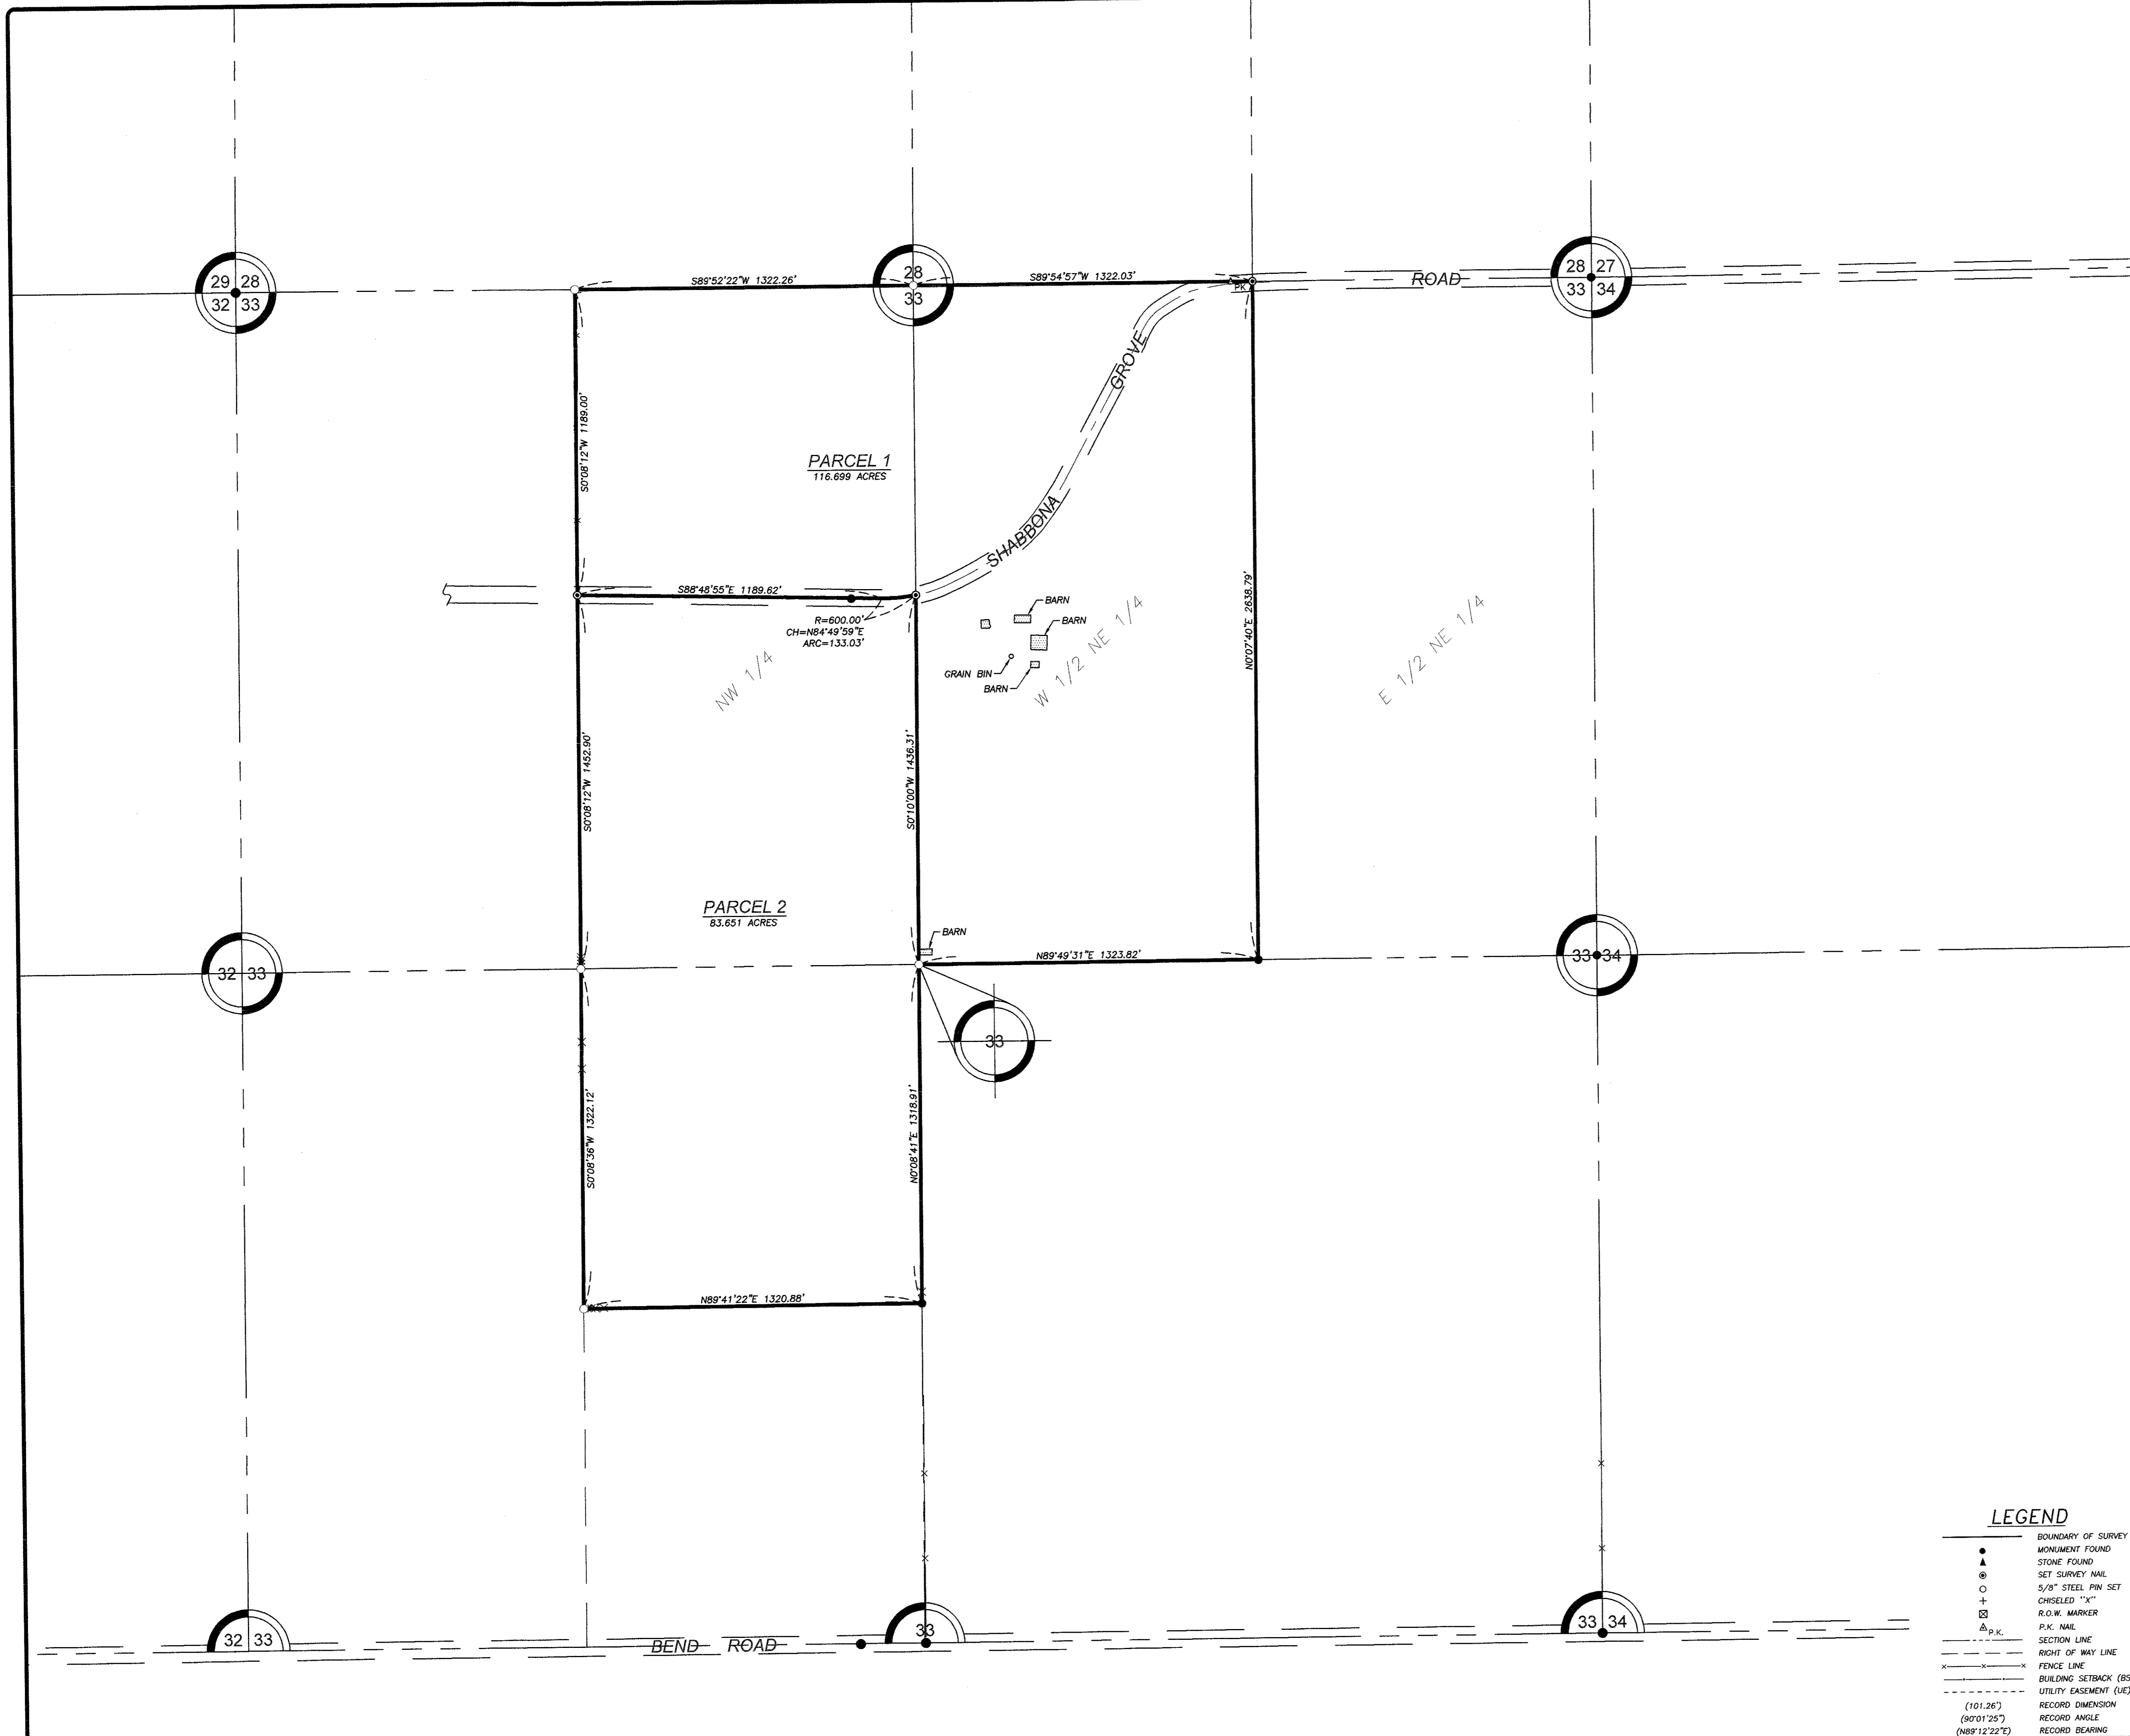 29 28
32 33
S89°52'22"W 1322.26'
28
33
S89°54'57"W 1322.03'
PK
ROAD
28 27
33 34
GROVE
SHABBONA
S0°08'12"W 1189.00'
PARCEL 1
116.699 ACRES
S88°48'55"E 1189.62'
R=600.00'
CH=N84°49'59"E
ARC=133.03'
BARN
BARN
GRAIN BIN
BARN
NW 1/4
W 1/2 NE 1/4
E 1/2 NE 1/4
N0°07'40"E 2638.79'
S0°08'12"W 1452.90'
S0°10'00"W 1436.31'
PARCEL 2
83.651 ACRES
BARN
N89°49'31"E 1323.82'
32 33
33 34
33
S0°08'36"W 1322.12'
N0°08'41"E 1318.91'
N89°41'22"E 1320.88'
32 33
BEND ROAD
33
33 34
LEGEND
BOUNDARY OF SURVEY
MONUMENT FOUND
STONE FOUND
SET SURVEY NAIL
5/8" STEEL PIN SET
CHISELED ''X''
R.O.W. MARKER
P.K. P.K. NAIL
SECTION LINE
RIGHT OF WAY LINE
FENCE LINE
BUILDING SETBACK (BS
UTILITY EASEMENT (UE)
(101.26') RECORD DIMENSION
(90°01'25") RECORD ANGLE
(N89°12'22"E) RECORD BEARING